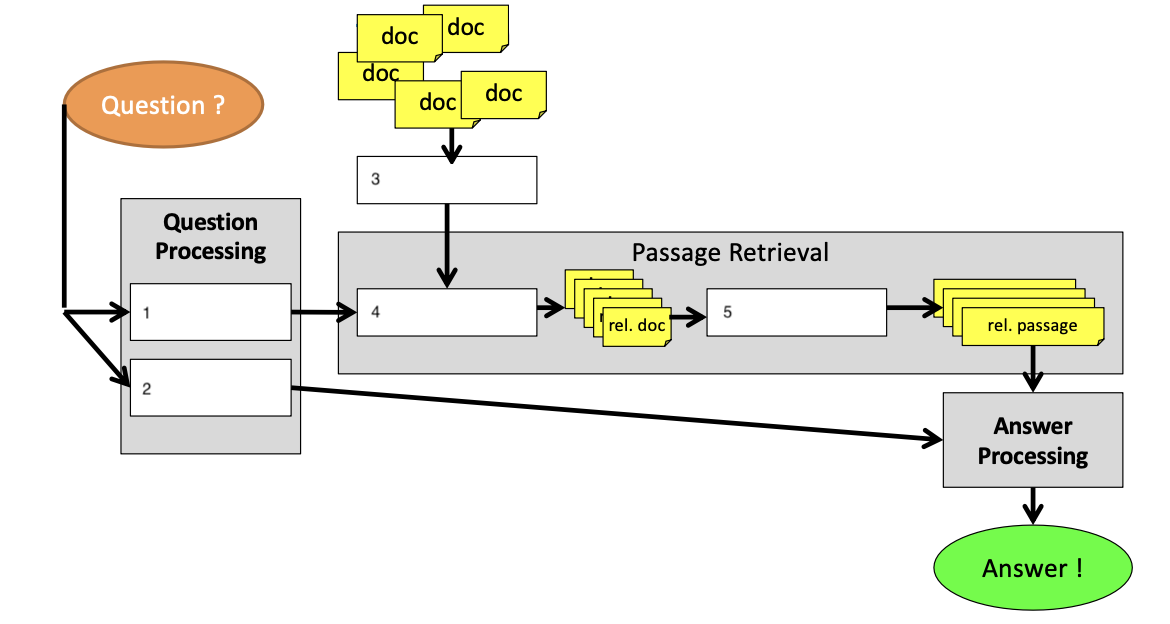 doc
doc
doc
doc
doc
Question ?
3
Question
Processing
Passage Retrieval
1
4
rel. doc
5
rel. passage
2
Answer
Processing
Answer !